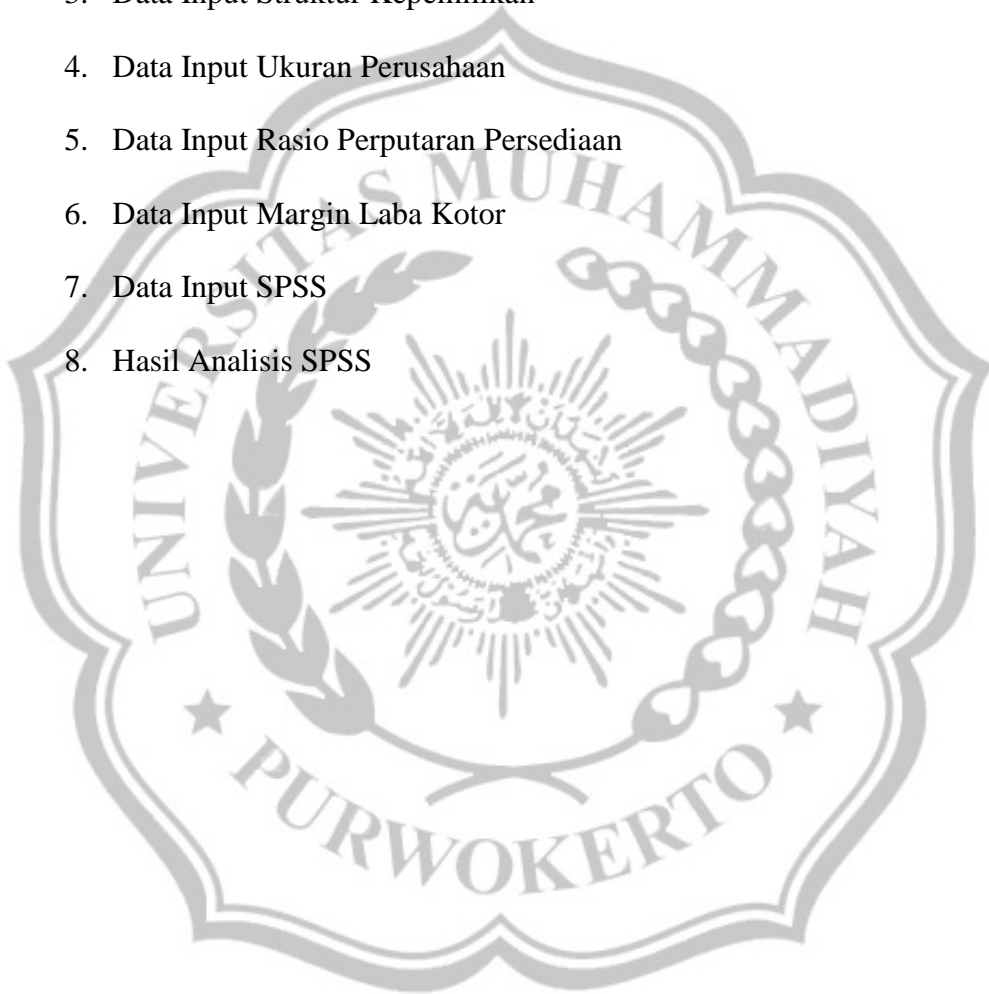 3. Data Input Struktur Kepemilikan
4. Data Input Ukuran Perusahaan
5. Data Input Rasio Perputaran Persediaan
6. Data Input Margin Laba Kotor
7. Data Input SPSS
8. Hasil Analisis SPSS
UNIVERSITAS MUHAMMADIYAH
PURWOKERTO